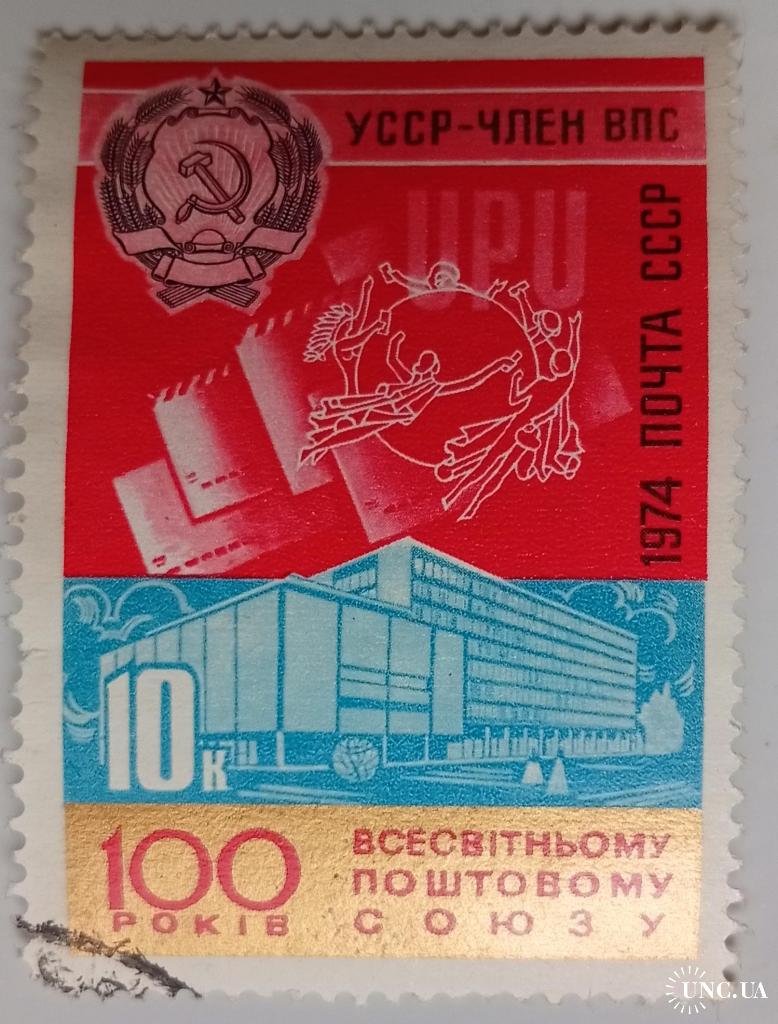 УССР-ЧЛЕН ВПС
UPU
1974 ПОЧТА СССР
10к
100
РОКІВ
ВСЕСВІТНЬОМУ
ПОШТОВОМУ
СОЮЗУ
UNC.UA